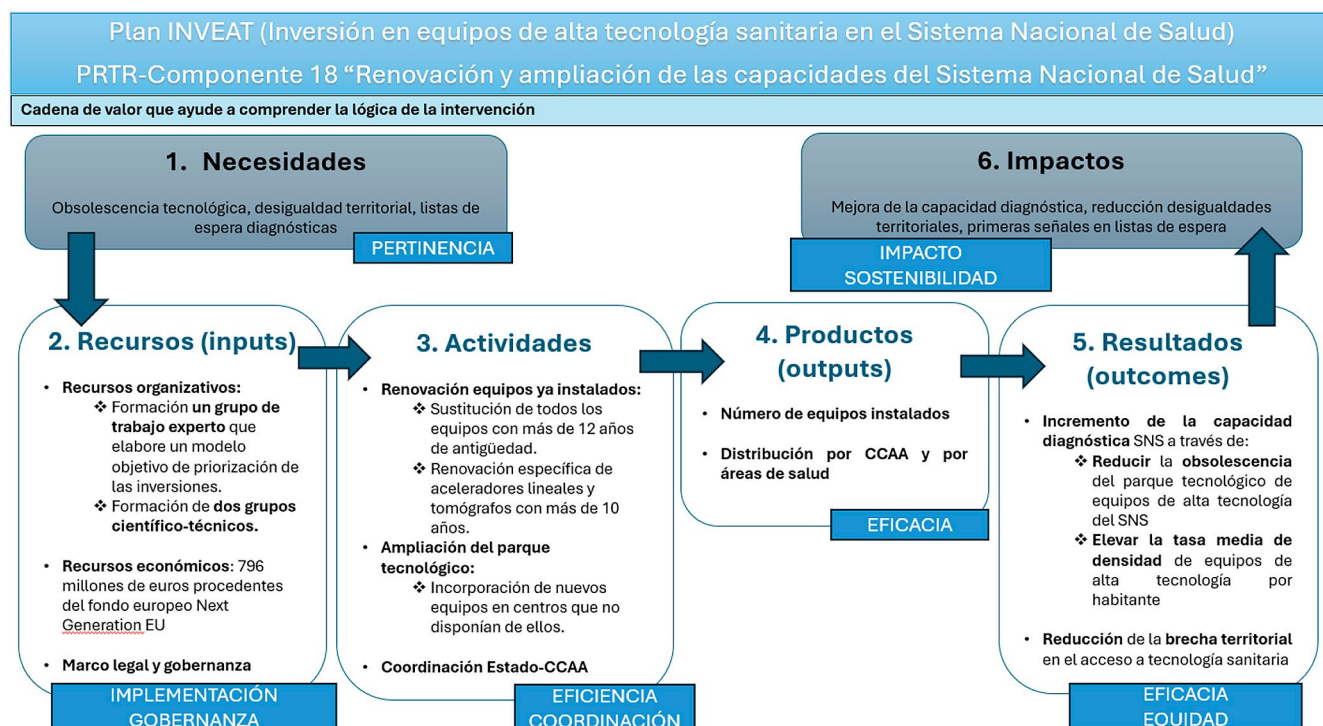 Plan INVEAT (Inversión en equipos de alta tecnología sanitaria en el Sistema Nacional de Salud)
PRTR-Componente 18 “Renovación y ampliación de las capacidades del Sistema Nacional de Salud”
Cadena de valor que ayude a comprender la lógica de la intervención
1. Necesidades
Obsolescencia tecnológica, desigualdad territorial, listas de
espera diagnósticas
PERTINENCIA
6. Impactos
Mejora de la capacidad diagnóstica, reducción desigualdades
territoriales, primeras señales en listas de espera
IMPACTO
SOSTENIBILIDAD
2. Recursos (inputs)
• Recursos organizativos:
❖ Formación un grupo de
trabajo experto que
elabore un modelo
objetivo de priorización de
las inversiones.
❖ Formación de dos grupos
científico-técnicos.
• Recursos económicos: 796
millones de euros procedentes
del fondo europeo Next
Generation EU
• Marco legal y gobernanza
IMPLEMENTACIÓN
GOBERNANZA
3. Actividades
• Renovación equipos ya instalados:
❖ Sustitución de todos los
equipos con más de 12 años
de antigüedad.
❖ Renovación específica de
aceleradores lineales y
tomógrafos con más de 10
años.
• Ampliación del parque
tecnológico:
❖ Incorporación de nuevos
equipos en centros que no
disponían de ellos.
• Coordinación Estado-CCAA
EFICIENCIA
COORDINACIÓN
4. Productos
(outputs)
• Número de equipos instalados
• Distribución por CCAA y por
áreas de salud
EFICACIA
5. Resultados
(outcomes)
• Incremento de la capacidad
diagnóstica SNS a través de:
❖ Reducir la obsolescencia
del parque tecnológico de
equipos de alta tecnología
del SNS
❖ Elevar la tasa media de
densidad de equipos de
alta tecnología por
habitante
• Reducción de la brecha territorial
en el acceso a tecnología sanitaria
EFICACIA
EQUIDAD